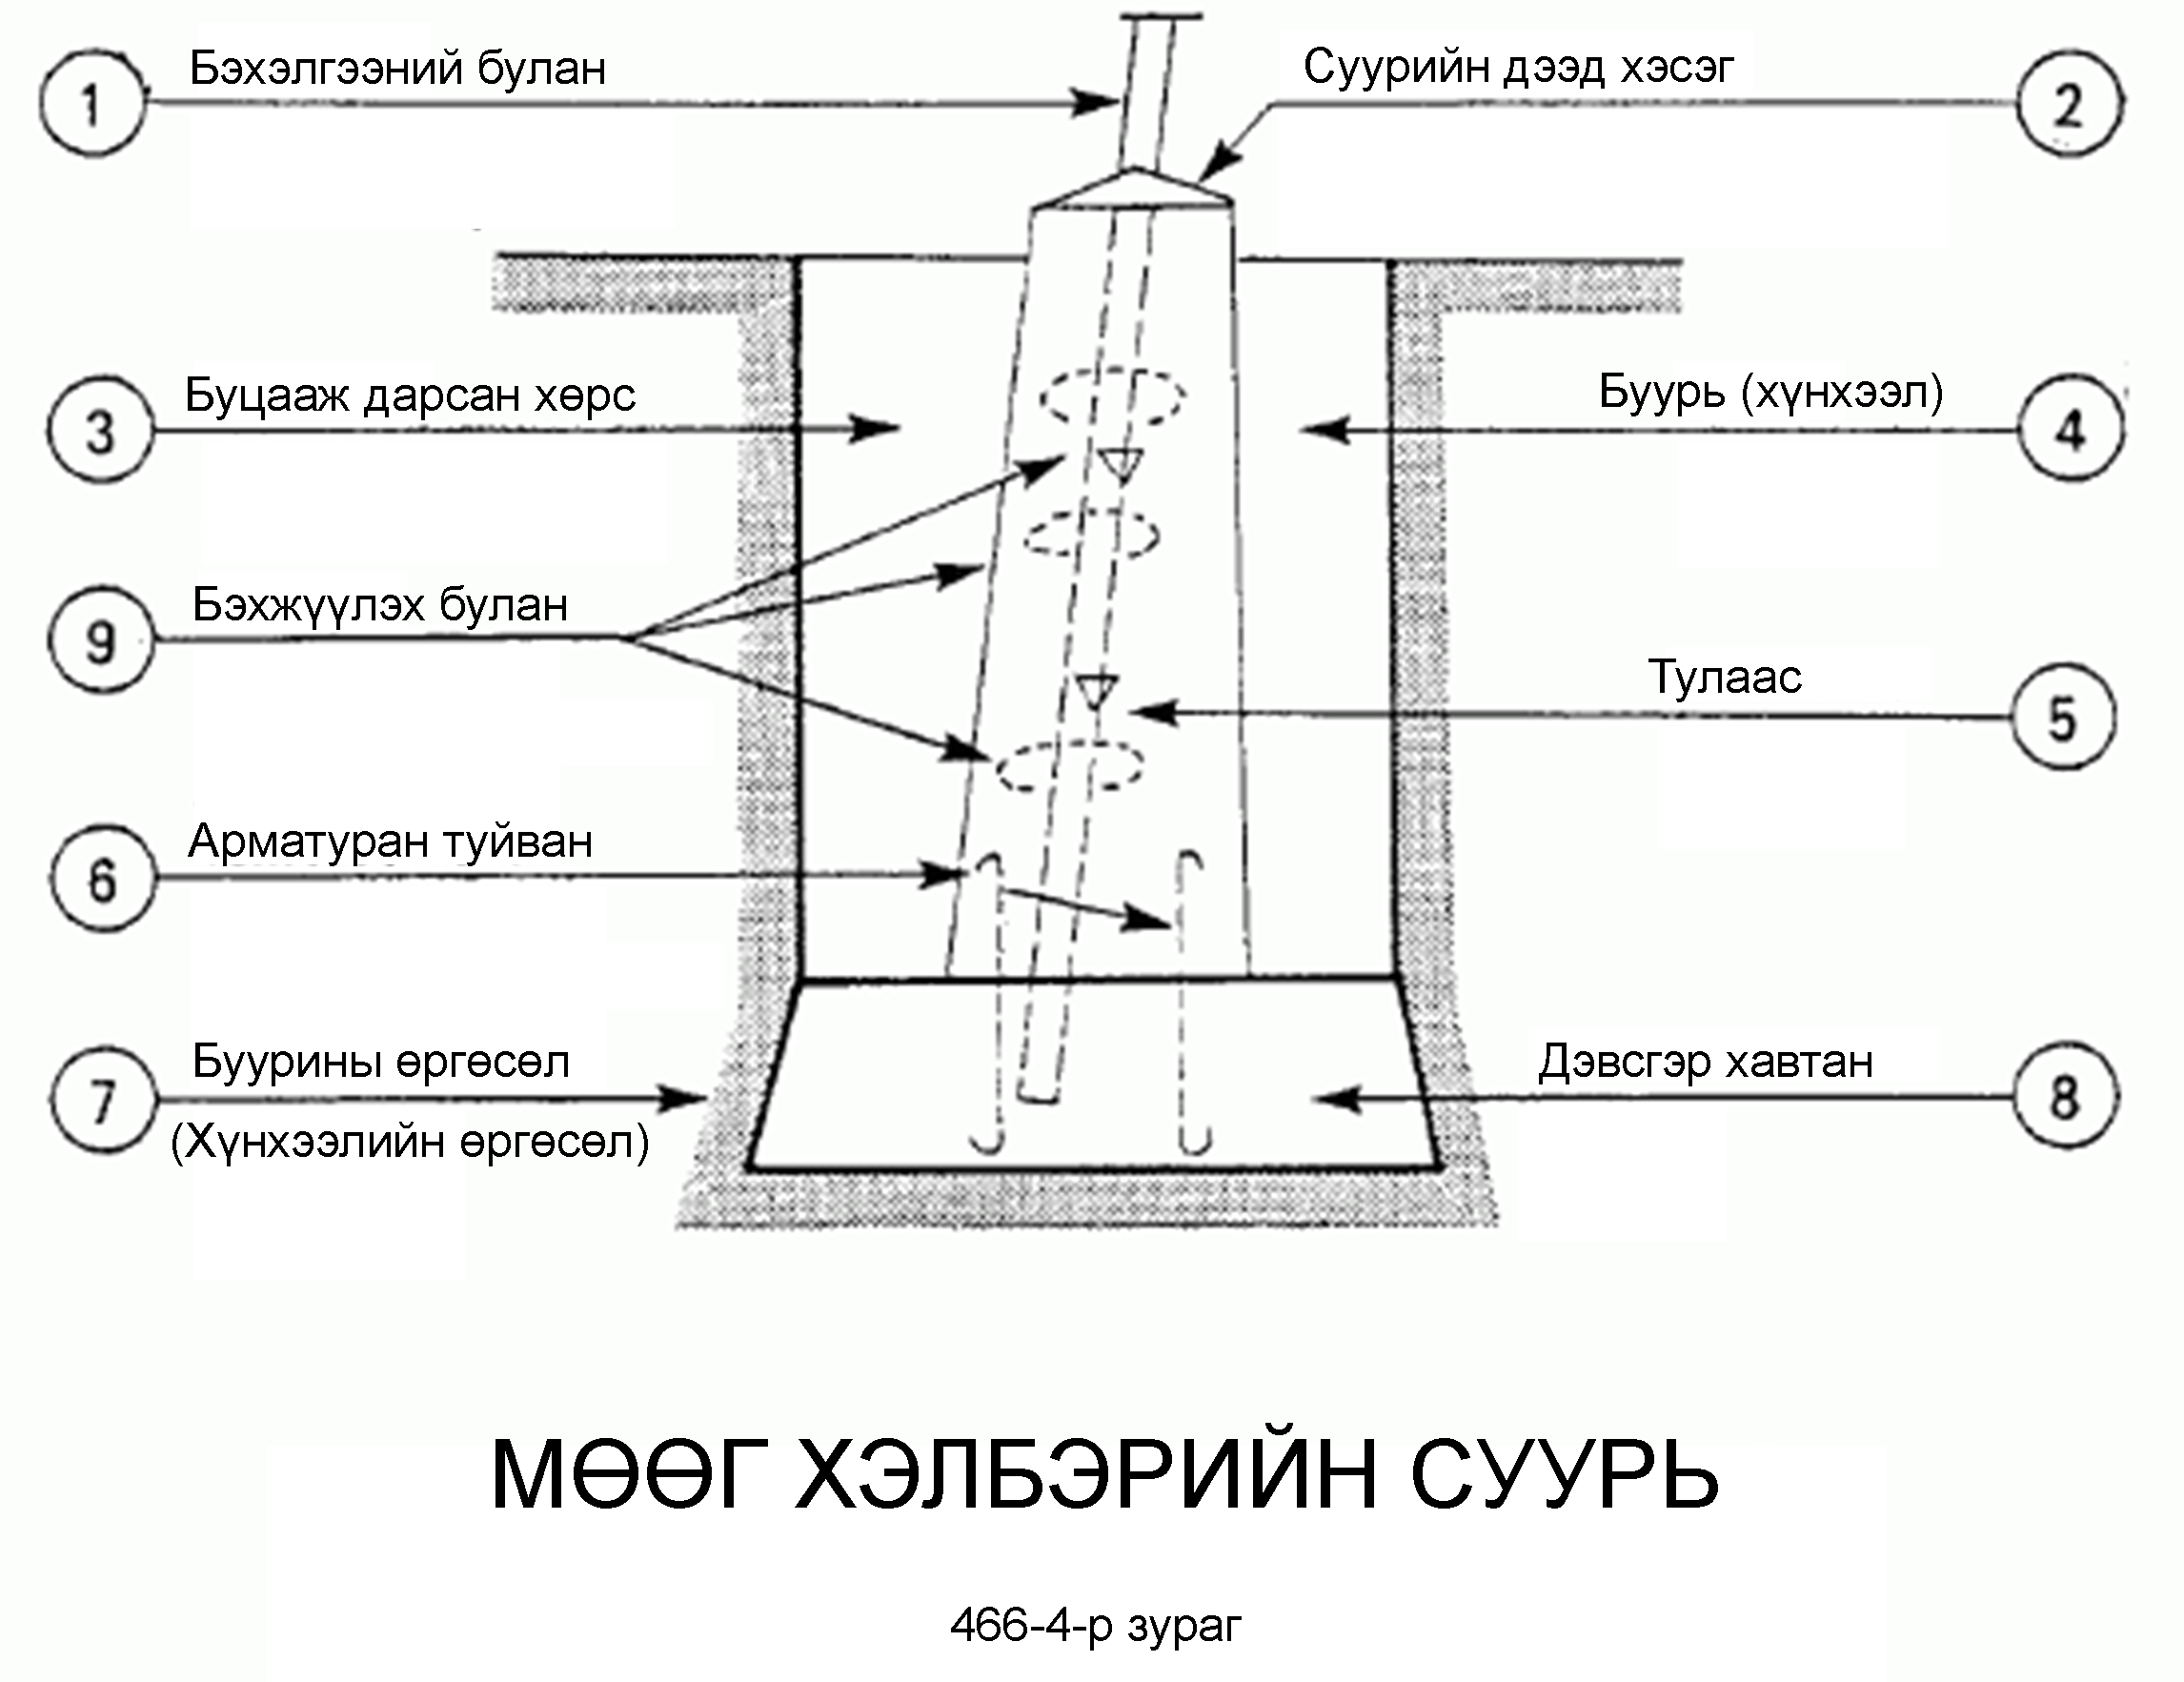 1 Бэхэлгээний булан
Суурийн дээд хэсэг 2
3 Буцааж дарсан хөрс
Буурь (хүнхээл) 4
9 Бэхжүүлэх булан
Тулаас 5
6 Арматуран туйван
7 Буурины өргөсөл
(Хүнхээлийн өргөсөл)
Дэвсгэр хавтан 8
МӨӨГ ХЭЛБЭРИЙН СУУРЬ
466-4-р зураг